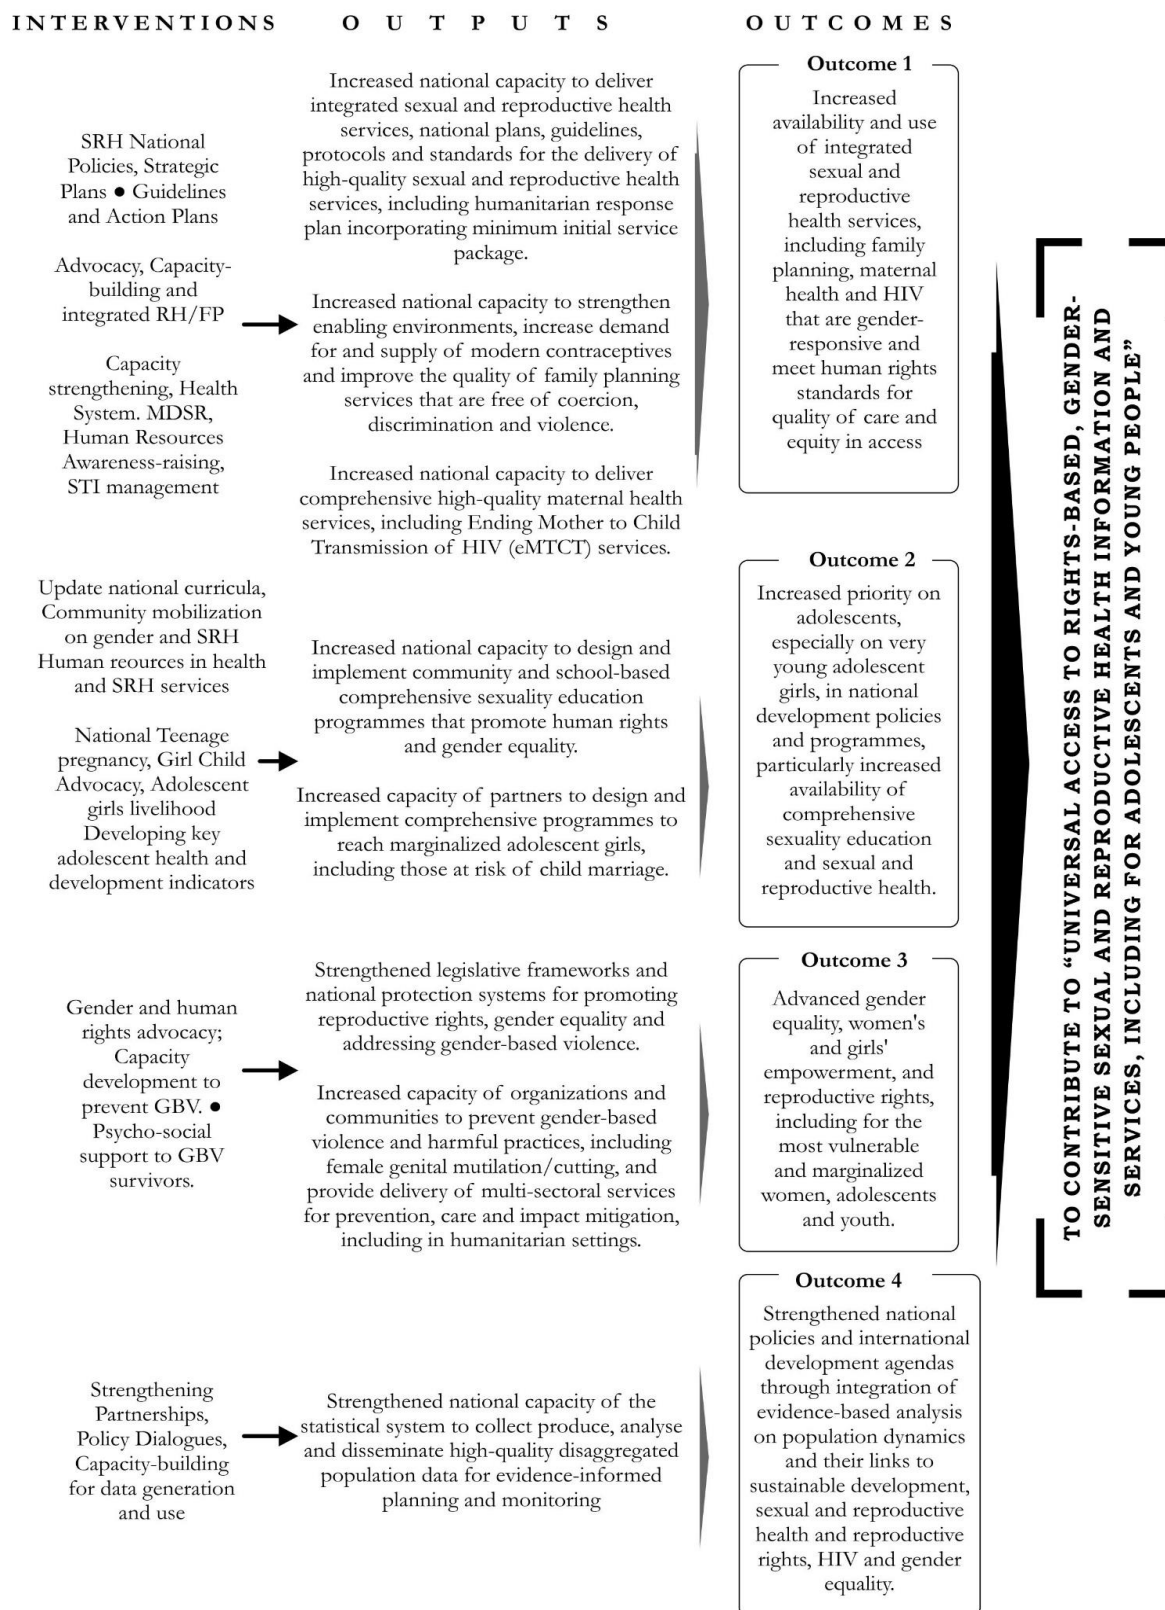 INTERVENTIONS
OUTPUTS
OUTCOMES
SRH National
Policies, Strategic
Plans ● Guidelines
and Action Plans
Advocacy, Capacity-
building and
integrated RH/FP
Capacity
strengthening, Health
System. MDSR,
Human Resources
Awareness-raising,
STI management
Increased national capacity to deliver
integrated sexual and reproductive health
services, national plans, guidelines,
protocols and standards for the delivery of
high-quality sexual and reproductive health
services, including humanitarian response
plan incorporating minimum initial service
package.
Increased national capacity to strengthen
enabling environments, increase demand
for and supply of modern contraceptives
and improve the quality of family planning
services that are free of coercion,
discrimination and violence.
Increased national capacity to deliver
comprehensive high-quality maternal health
services, including Ending Mother to Child
Transmission of HIV (eMTCT) services.
Outcome 1
Increased
availability and use
of integrated
sexual and
reproductive
health services,
including family
planning, maternal
health and HIV
that are gender-
responsive and
meet human rights
standards for
quality of care and
equity in access
Update national curricula,
Community mobilization
on gender and SRH
Human reources in health
and SRH services
National Teenage
pregnancy, Girl Child
Advocacy, Adolescent
girls livelihood
Developing key
adolescent health and
development indicators
Increased national capacity to design and
implement community and school-based
comprehensive sexuality education
programmes that promote human rights
and gender equality.
Increased capacity of partners to design and
implement comprehensive programmes to
reach marginalized adolescent girls,
including those at risk of child marriage.
Outcome 2
Increased priority on
adolescents,
especially on very
young adolescent
girls, in national
development policies
and programmes,
particularly increased
availability of
comprehensive
sexuality education
and sexual and
reproductive health.
Gender and human
rights advocacy;
Capacity
development to
prevent GBV. ●
Psycho-social
support to GBV
survivors.
Strengthened legislative frameworks and
national protection systems for promoting
reproductive rights, gender equality and
addressing gender-based violence.
Increased capacity of organizations and
communities to prevent gender-based
violence and harmful practices, including
female genital mutilation/cutting, and
provide delivery of multi-sectoral services
for prevention, care and impact mitigation,
including in humanitarian settings.
Outcome 3
Advanced gender
equality, women's
and girls'
empowerment, and
reproductive rights,
including for the
most vulnerable
and marginalized
women, adolescents
and youth.
Strengthening
Partnerships,
Policy Dialogues,
Capacity-building
for data generation
and use
Strengthened national capacity of the
statistical system to collect produce, analyse
and disseminate high-quality disaggregated
population data for evidence-informed
planning and monitoring
Outcome 4
Strengthened national
policies and international
development agendas
through integration of
evidence-based analysis
on population dynamics
and their links to
sustainable development,
sexual and reproductive
health and reproductive
rights, HIV and gender
equality.
TO CONTRIBUTE TO “UNIVERSAL ACCESS TO RIGHTS-BASED, GENDER-
SENSITIVE SEXUAL AND REPRODUCTIVE HEALTH INFORMATION AND
SERVICES, INCLUDING FOR ADOLESCENTS AND YOUNG PEOPLE”